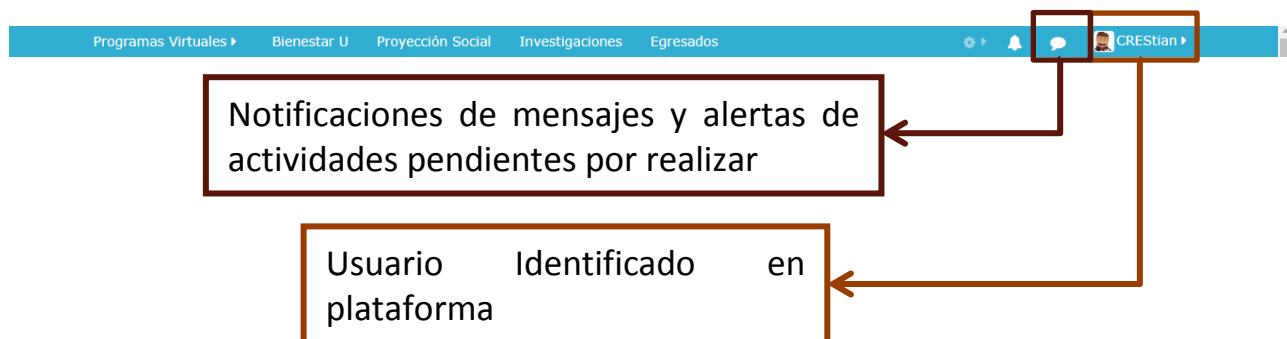 Programas Virtuales Bienestar U Proyección Social Investigaciones Egresados CREStian
Notificaciones de mensajes y alertas de
actividades pendientes por realizar
Usuario Identificado en
plataforma